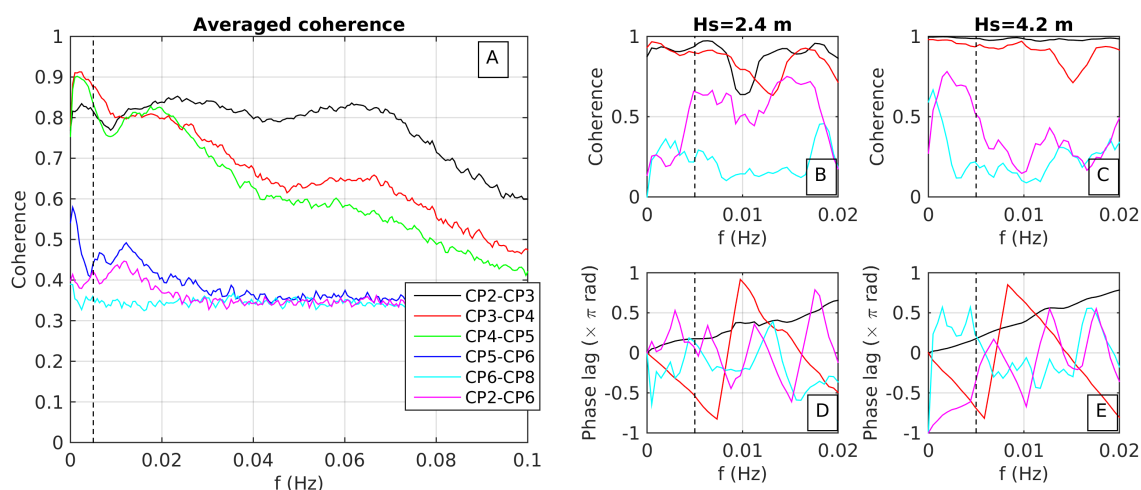 Averaged coherence
A
Coherence
1
0.9
0.8
0.7
0.6
0.5
0.4
0.3
0.2
0.1
0
0 0.02 0.04 0.06 0.08 0.1
f (Hz)
CP2-CP3
CP3-CP4
CP4-CP5
CP5-CP6
CP6-CP8
CP2-CP6
Hs=2.4 m
Coherence
1
0.5
0
B
0 0.01 0.02
f (Hz)
Hs=4.2 m
Coherence
1
0.5
0
C
0 0.01 0.02
f (Hz)
Phase lag (× π rad)
1
0.5
0
-0.5
-1
D
0 0.01 0.02
f (Hz)
Phase lag (× π rad)
1
0.5
0
-0.5
-1
E
0 0.01 0.02
f (Hz)